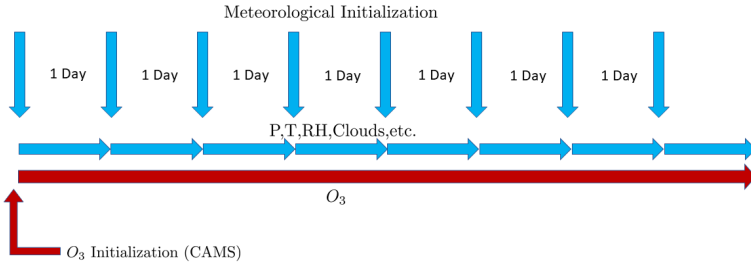 Meteorological Initialization
1 Day 1 Day 1 Day 1 Day 1 Day 1 Day 1 Day
P,T,RH,Clouds,etc.
O₃
O₃ Initialization (CAMS)